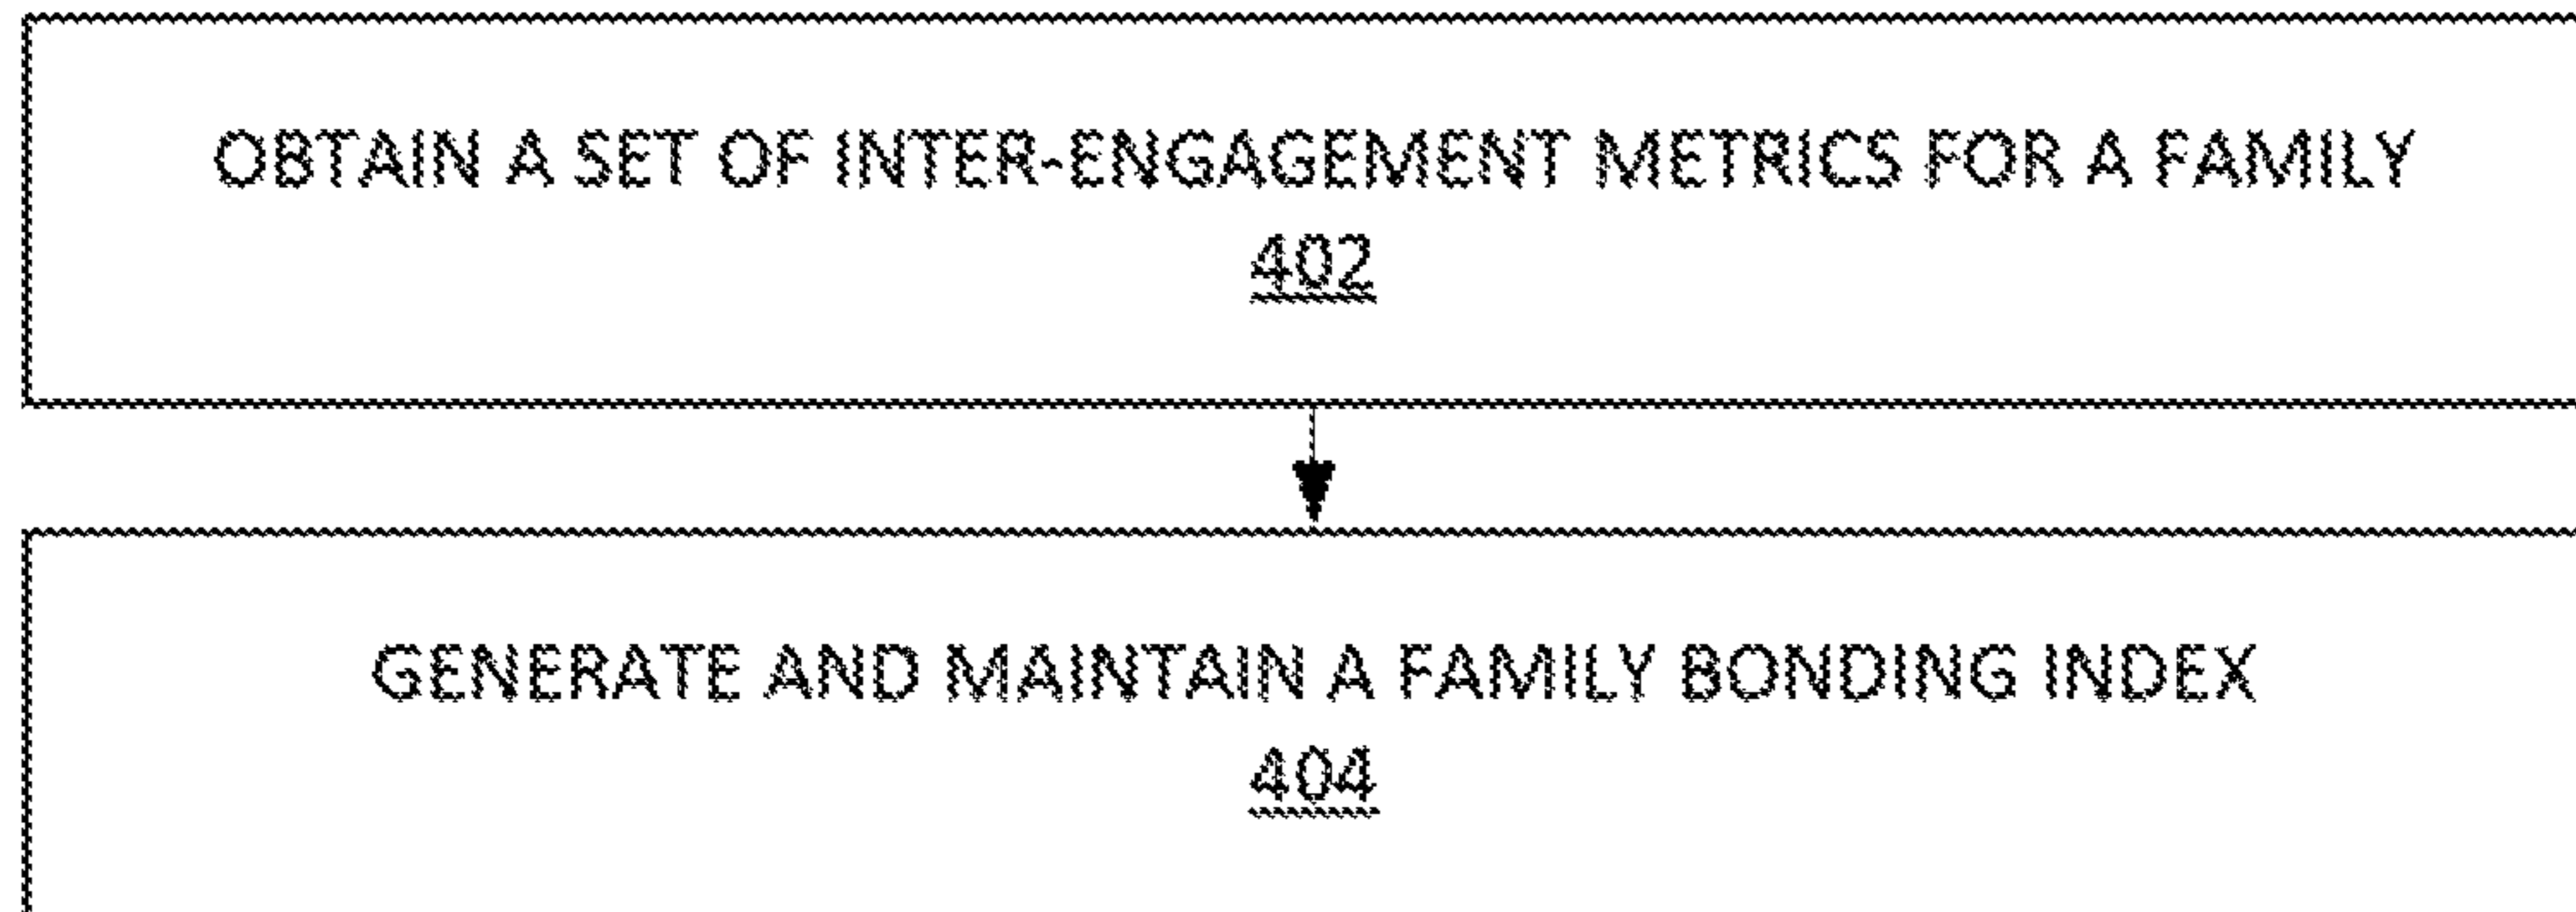 OBTAIN A SET OF INTER-ENGAGEMENT METRICS FOR A FAMILY
402
GENERATE AND MAINTAIN A FAMILY BONDING INDEX
404